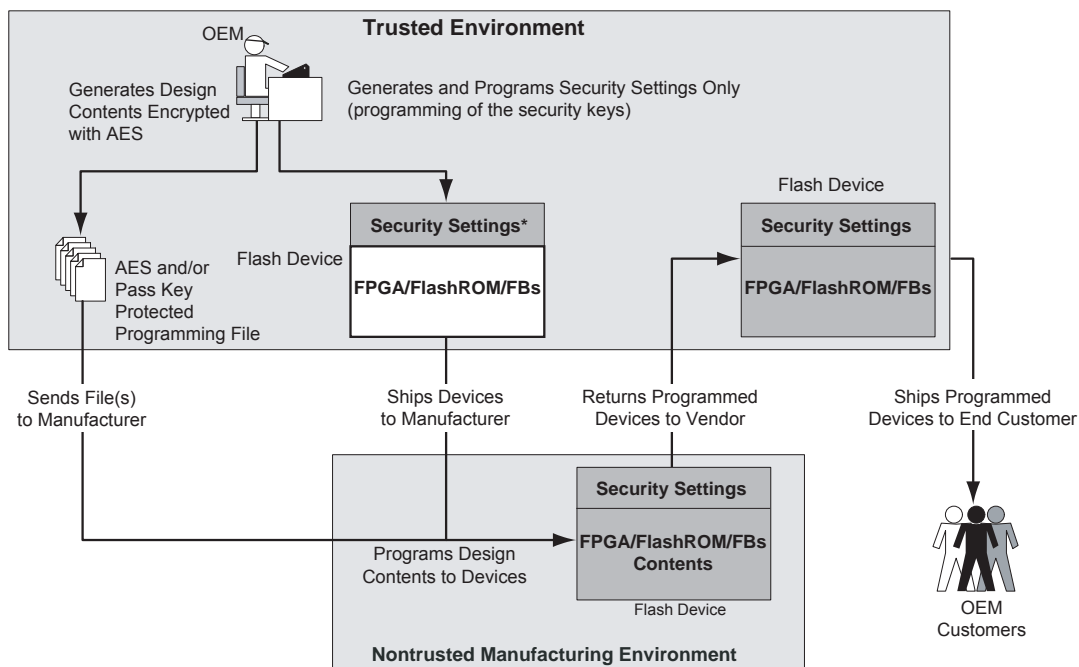 Trusted Environment
OEM
Generates Design
Contents Encrypted
with AES
Generates and Programs Security Settings Only
(programming of the security keys)
Flash Device
Security Settings*
Security Settings
Flash Device
FPGA/FlashROM/FBs
FPGA/FlashROM/FBs
AES and/or
Pass Key
Protected
Programming File
Sends File(s)
to Manufacturer
Ships Devices
to Manufacturer
Returns Programmed
Devices to Vendor
Ships Programmed
Devices to End Customer
Security Settings
FPGA/FlashROM/FBs
Contents
Programs Design
Contents to Devices
Flash Device
OEM
Customers
Nontrusted Manufacturing Environment